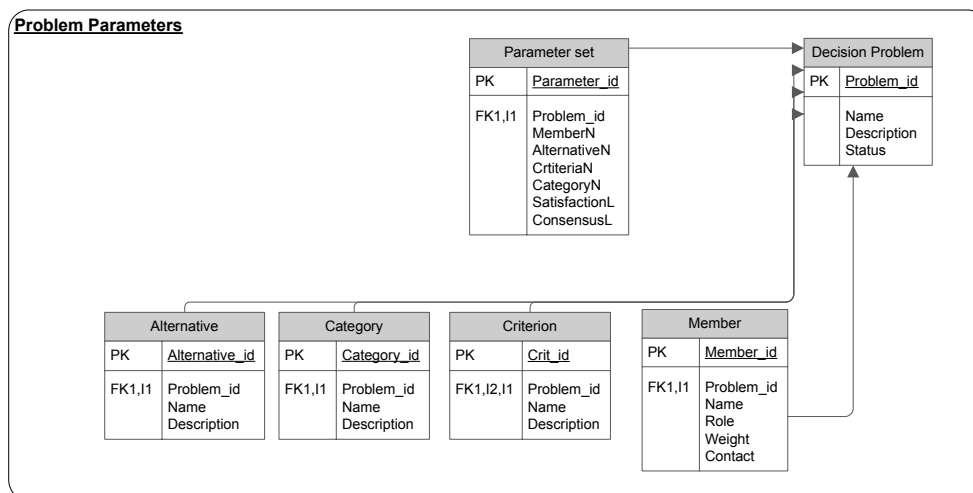 Problem Parameters
Parameter set
PK Parameter_id
FK1,I1 Problem_id
MemberN
AlternativeN
CrtiteriaN
CategoryN
SatisfactionL
ConsensusL
Decision Problem
PK Problem_id
Name
Description
Status
Alternative
PK Alternative_id
FK1,I1 Problem_id
Name
Description
Category
PK Category_id
FK1,I1 Problem_id
Name
Description
Criterion
PK Crit_id
FK1,I2,I1 Problem_id
Name
Description
Member
PK Member_id
FK1,I1 Problem_id
Name
Role
Weight
Contact